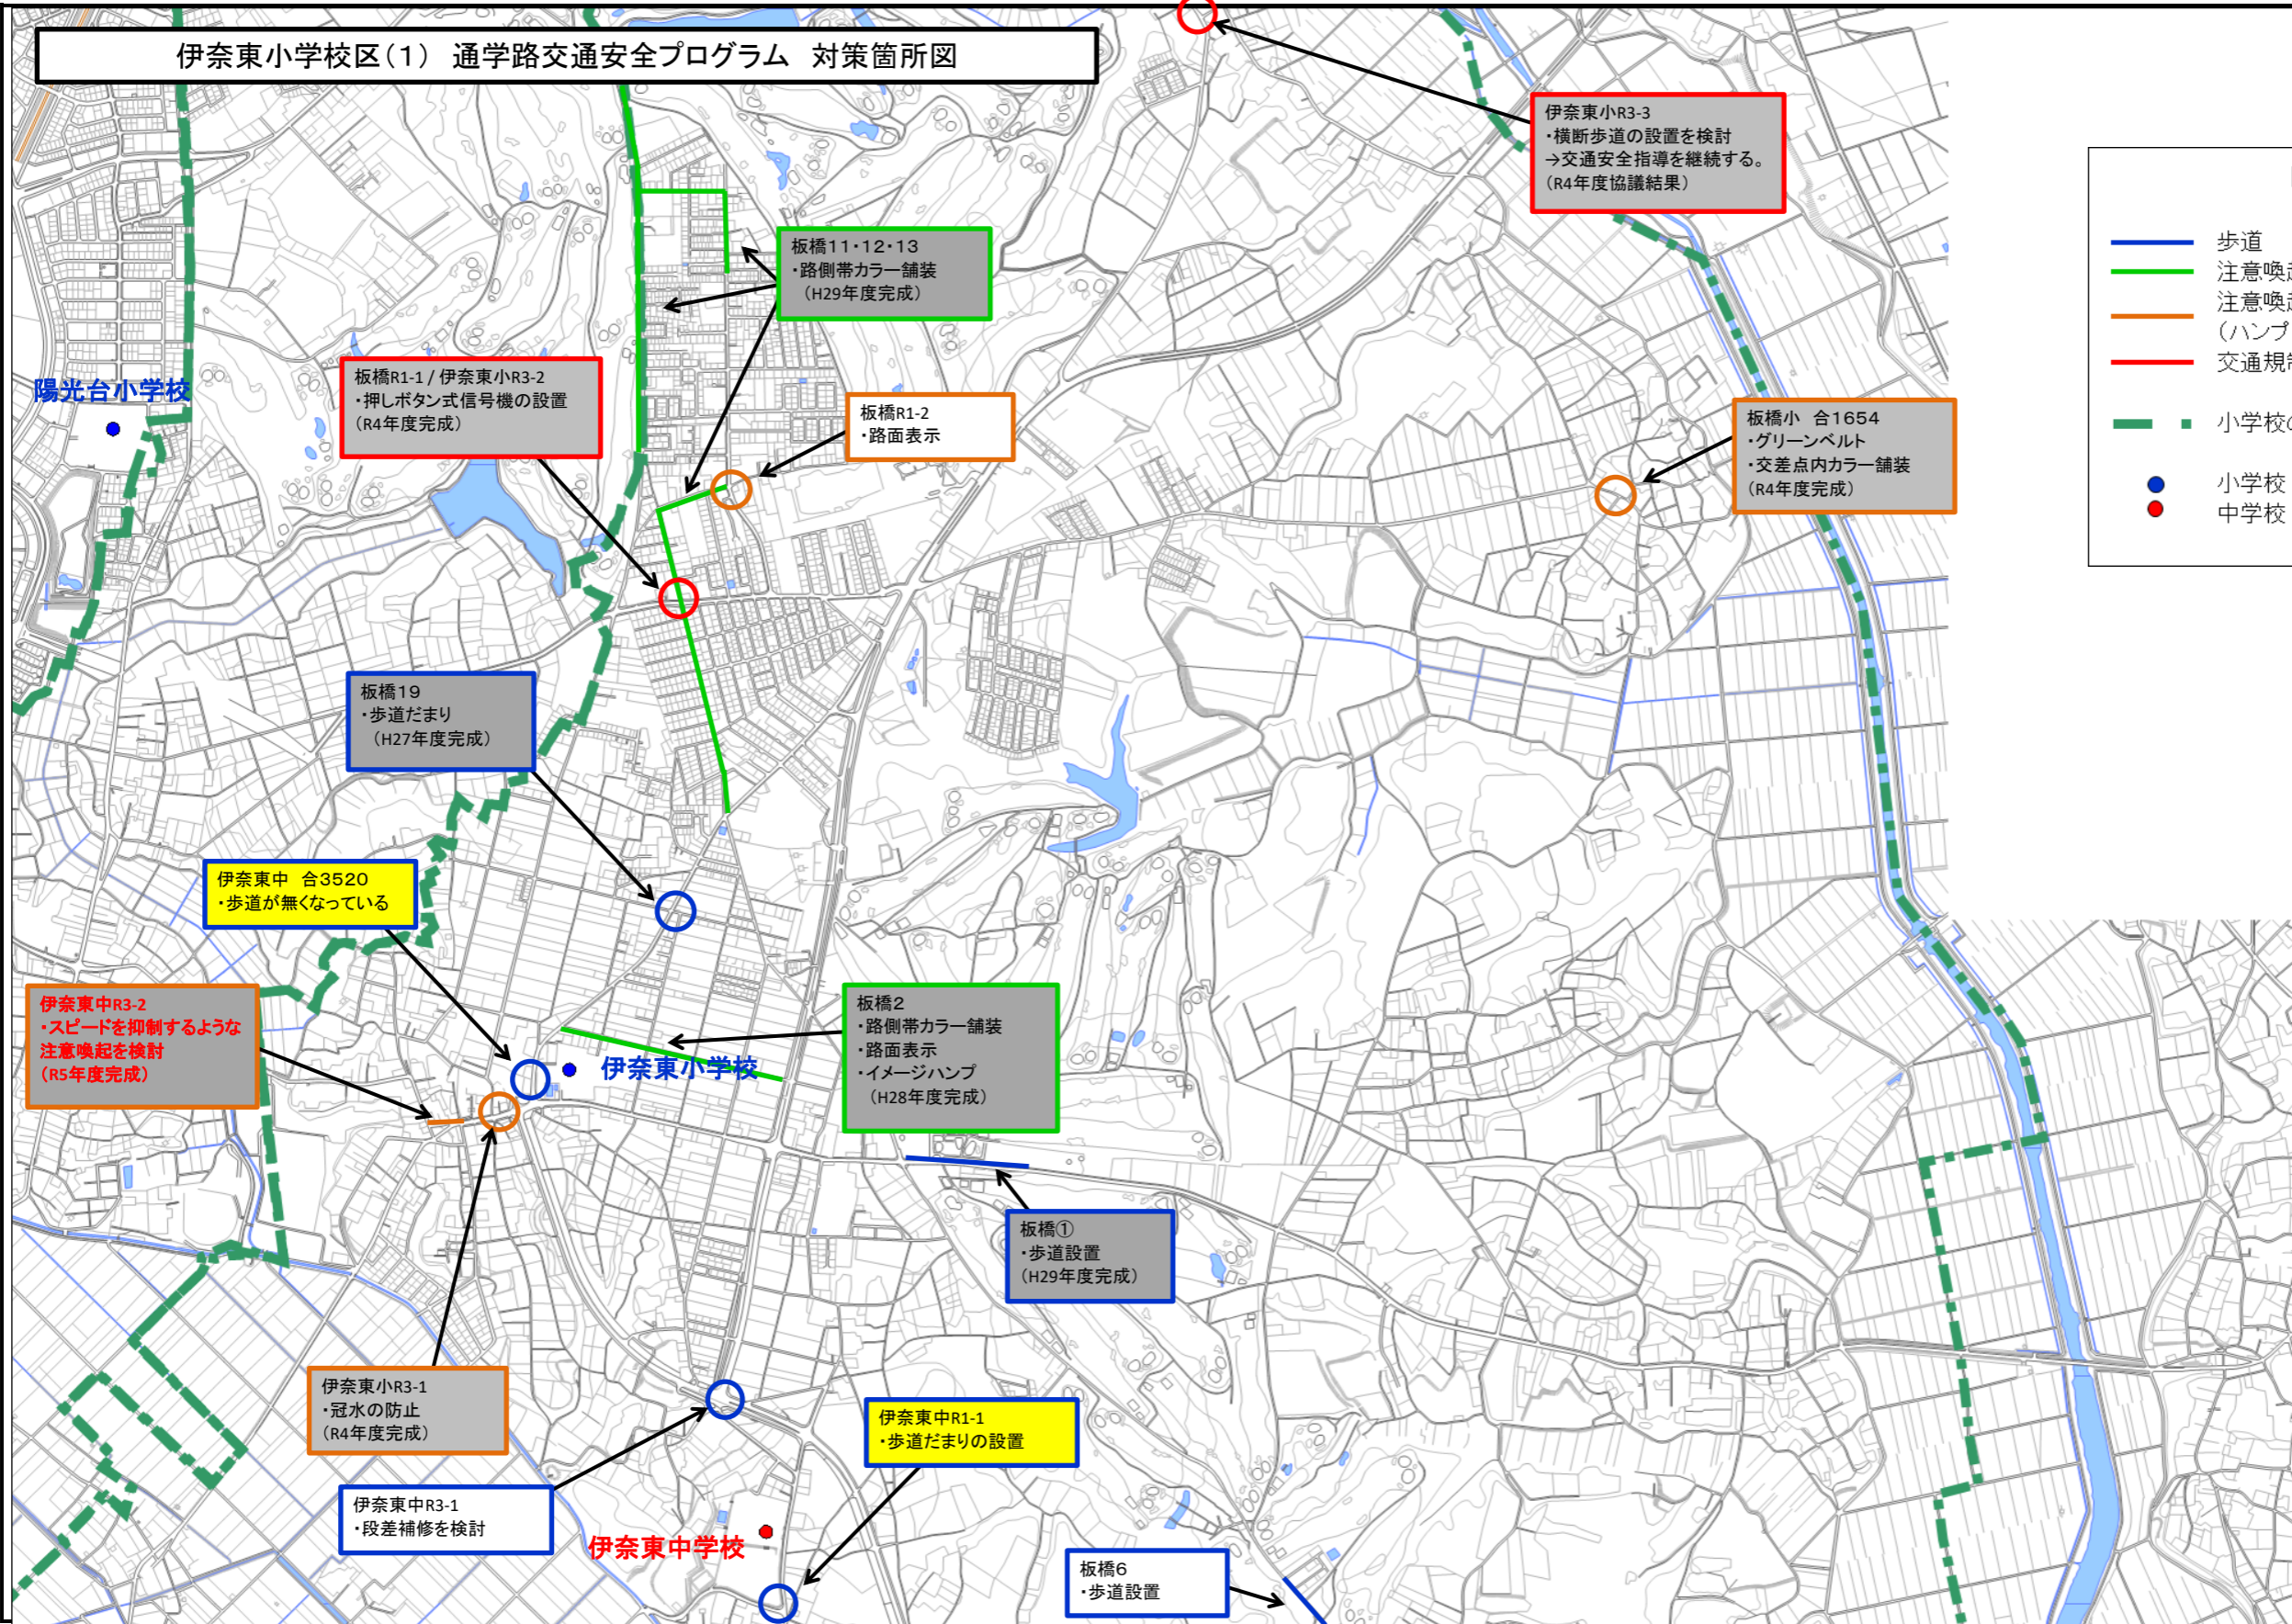 伊奈東小学校区(1) 通学路交通安全プログラム 対策箇所図
伊奈東小R3-3
・横断歩道の設置を検討
→交通安全指導を継続する。
(R4年度協議結果)
歩道
注意喚
注意喚
(ハンプ
交通規
小学校
小学校
中学校
板橋11・12・13
・路側帯カラー舗装
(H29年度完成)
板橋R1-1 / 伊奈東小R3-2
・押しボタン式信号機の設置
(R4年度完成)
陽光台小学校
板橋R1-2
・路面表示
板橋小 合1654
・グリーンベルト
・交差点内カラー舗装
(R4年度完成)
板橋19
・歩道だまり
(H27年度完成)
伊奈東中 合3520
・歩道が無くなっている
伊奈東中R3-2
・スピードを抑制するような
注意喚起を検討
(R5年度完成)
板橋2
・路側帯カラー舗装
・路面表示
・イメージハンプ
(H28年度完成)
伊奈東小学校
板橋①
・歩道設置
(H29年度完成)
伊奈東小R3-1
・冠水の防止
(R4年度完成)
伊奈東中R1-1
・歩道だまりの設置
伊奈東中R3-1
・段差補修を検討
伊奈東中学校
板橋6
・歩道設置